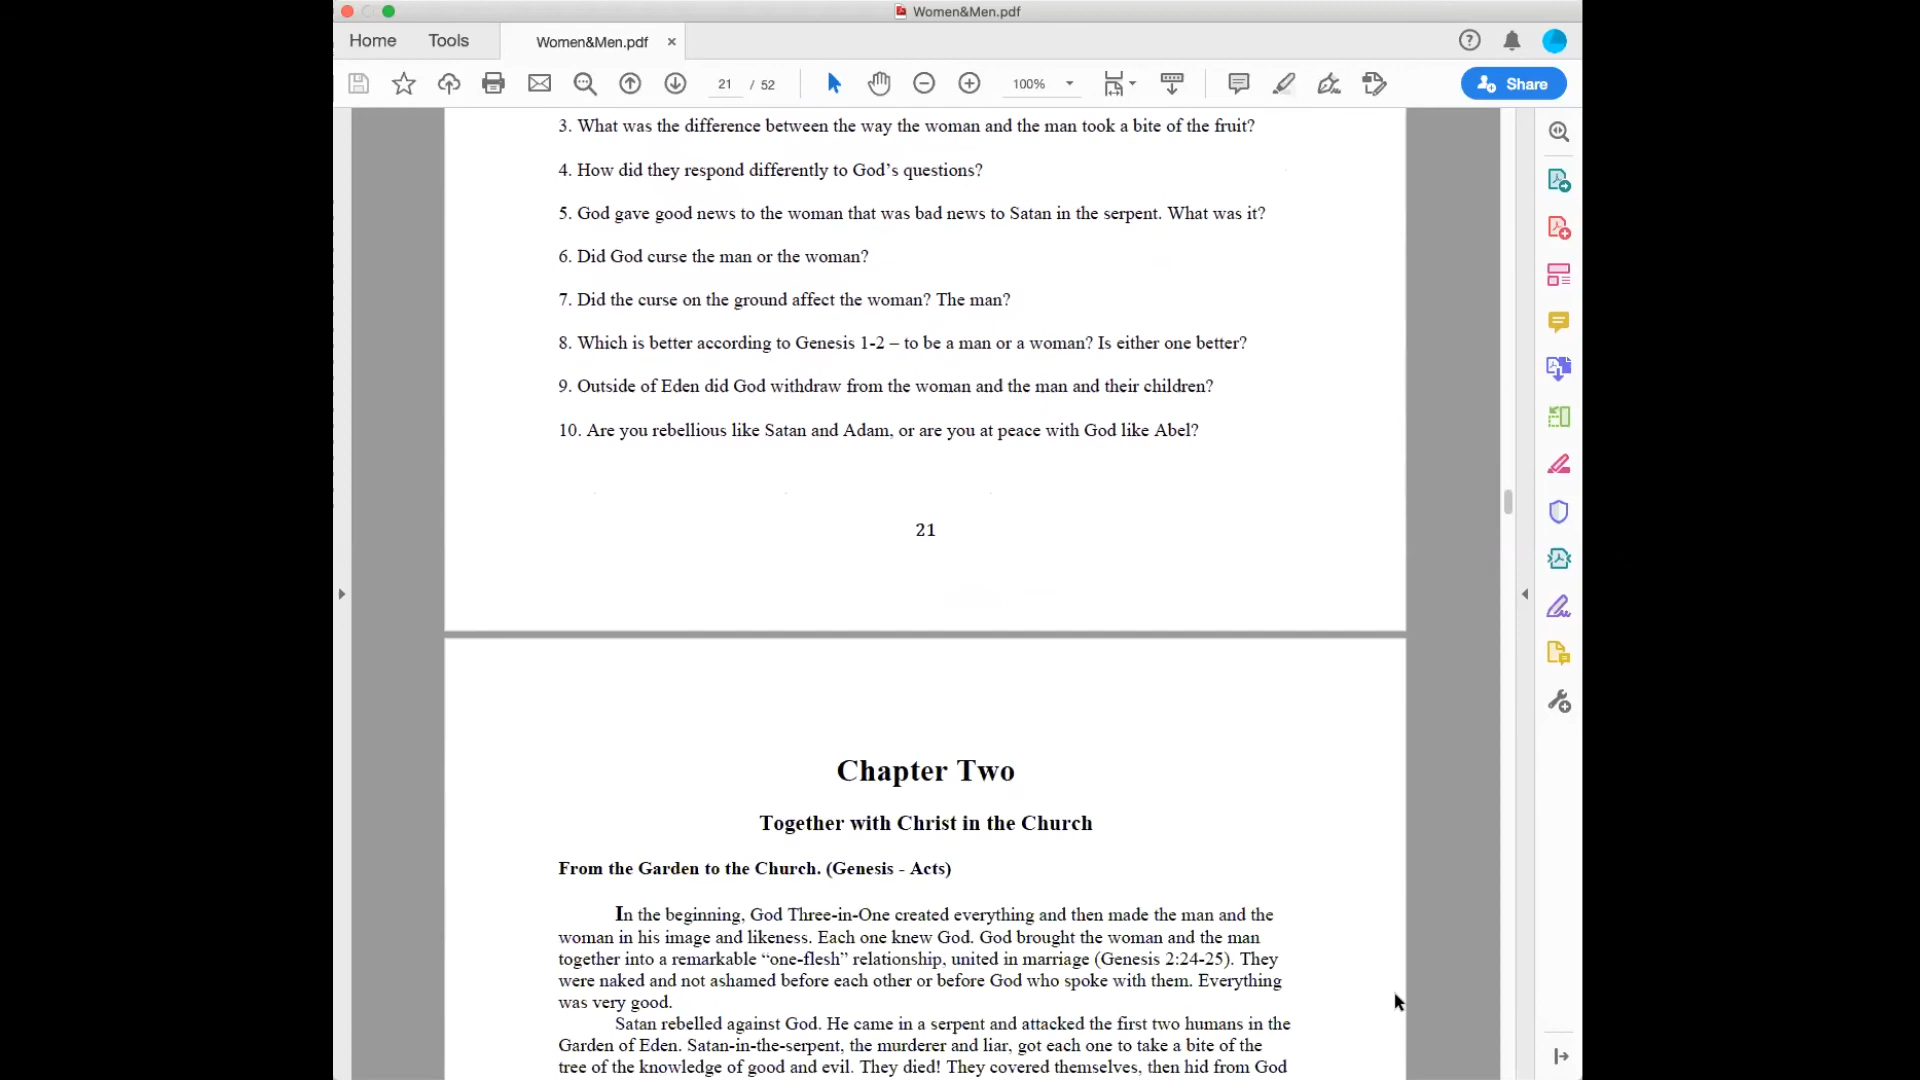 Women&Men.pdf
Home Tools Women&Men.pdf
21 / 52 100% Share
3. What was the difference between the way the woman and the man took a bite of the fruit?
4. How did they respond differently to God’s questions?
5. God gave good news to the woman that was bad news to Satan in the serpent. What was it?
6. Did God curse the man or the woman?
7. Did the curse on the ground affect the woman? The man?
8. Which is better according to Genesis 1-2 – to be a man or a woman? Is either one better?
9. Outside of Eden did God withdraw from the woman and the man and their children?
10. Are you rebellious like Satan and Adam, or are you at peace with God like Abel?
21
Chapter Two
Together with Christ in the Church
From the Garden to the Church. (Genesis - Acts)
In the beginning, God Three-in-One created everything and then made the man and the
woman in his image and likeness. Each one knew God. God brought the woman and the man
together into a remarkable “one-flesh” relationship, united in marriage (Genesis 2:24-25). They
were naked and not ashamed before each other or before God who spoke with them. Everything
was very good.
Satan rebelled against God. He came in a serpent and attacked the first two humans in the
Garden of Eden. Satan-in-the-serpent, the murderer and liar, got each one to take a bite of the
tree of the knowledge of good and evil. They died! They covered themselves, then hid from God